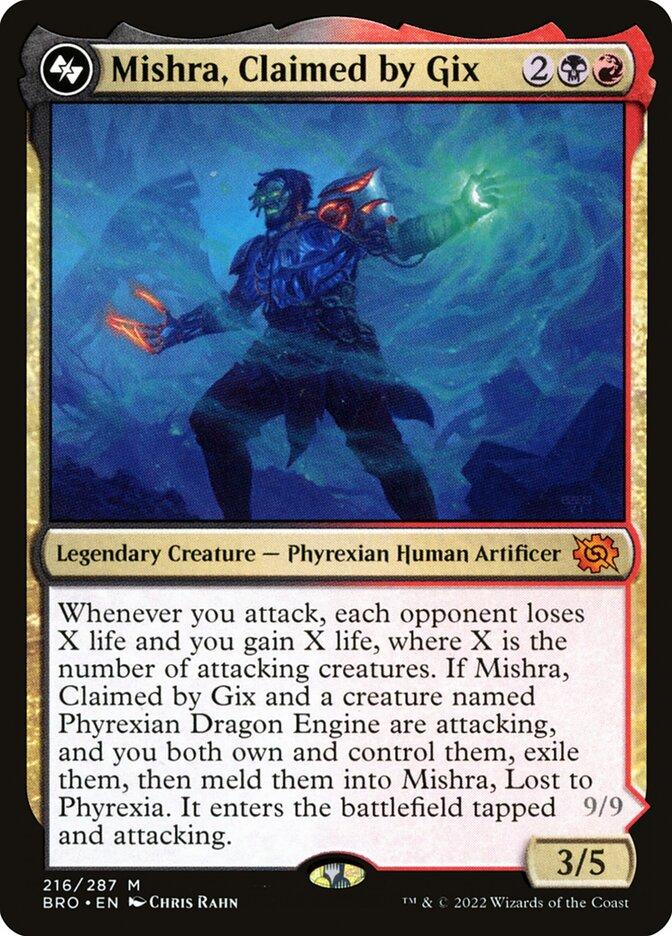 Mishra, Claimed by Gix 2
Legendary Creature — Phyrexian Human Artificer
Whenever you attack, each opponent loses
X life and you gain X life, where X is the
number of attacking creatures. If Mishra,
Claimed by Gix and a creature named
Phyrexian Dragon Engine are attacking,
and you both own and control them, exile
them, then meld them into Mishra, Lost to
Phyrexia. It enters the battlefield tapped 9/9
and attacking.
3/5
216/287 M
BRO • EN Chris Rahn ™ & © 2022 Wizards of the Coast